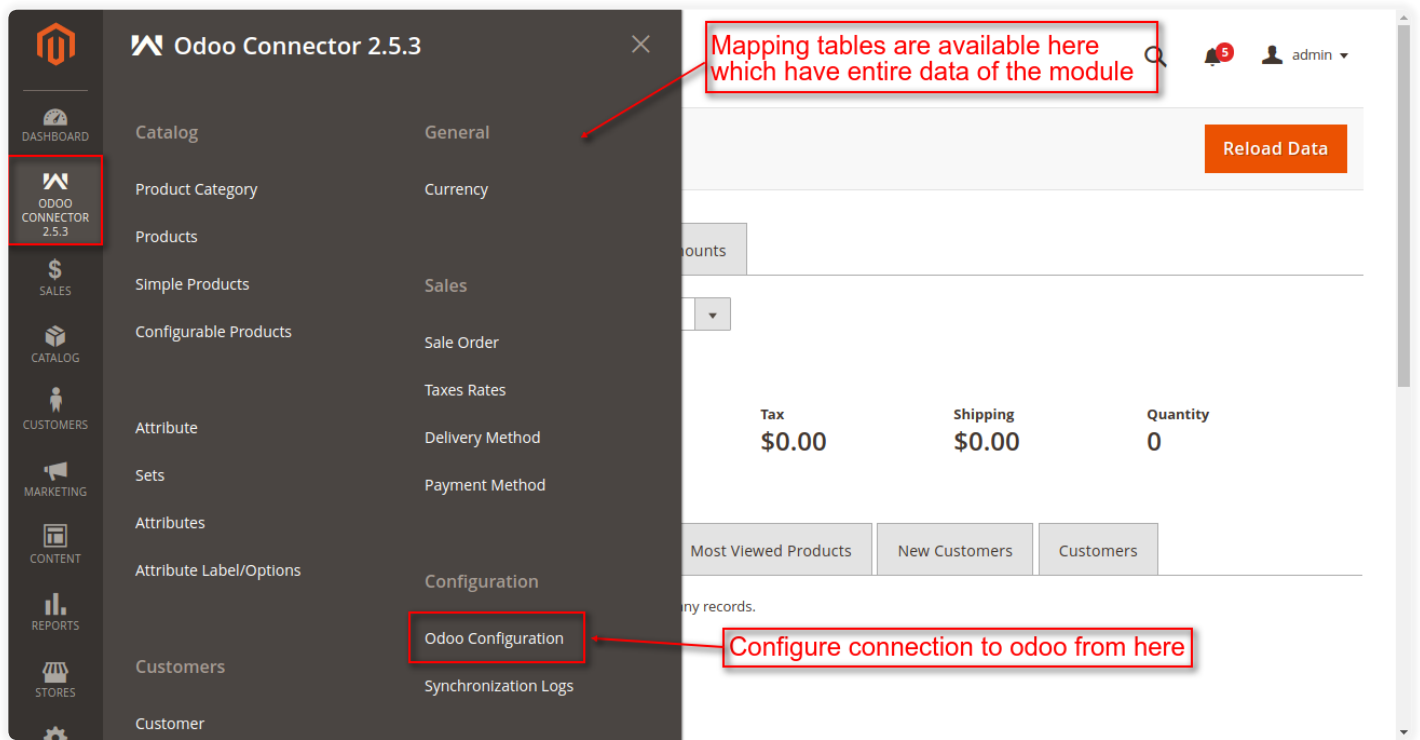 Odoo Connector 2.5.3
Mapping tables are available here
which have entire data of the module
5
admin
DASHBOARD
ODOO
CONNECTOR
2.5.3
SALES
CATALOG
CUSTOMERS
MARKETING
CONTENT
REPORTS
STORES
Catalog
Product Category
Products
Simple Products
Configurable Products
Attribute
Sets
Attributes
Attribute Label/Options
Customers
Customer
General
Currency
Sales
Sale Order
Taxes Rates
Delivery Method
Payment Method
Configuration
Odoo Configuration
Synchronization Logs
Reload Data
Tax
$0.00
Shipping
$0.00
Quantity
0
Most Viewed Products
New Customers
Customers
records.
Configure connection to odoo from here